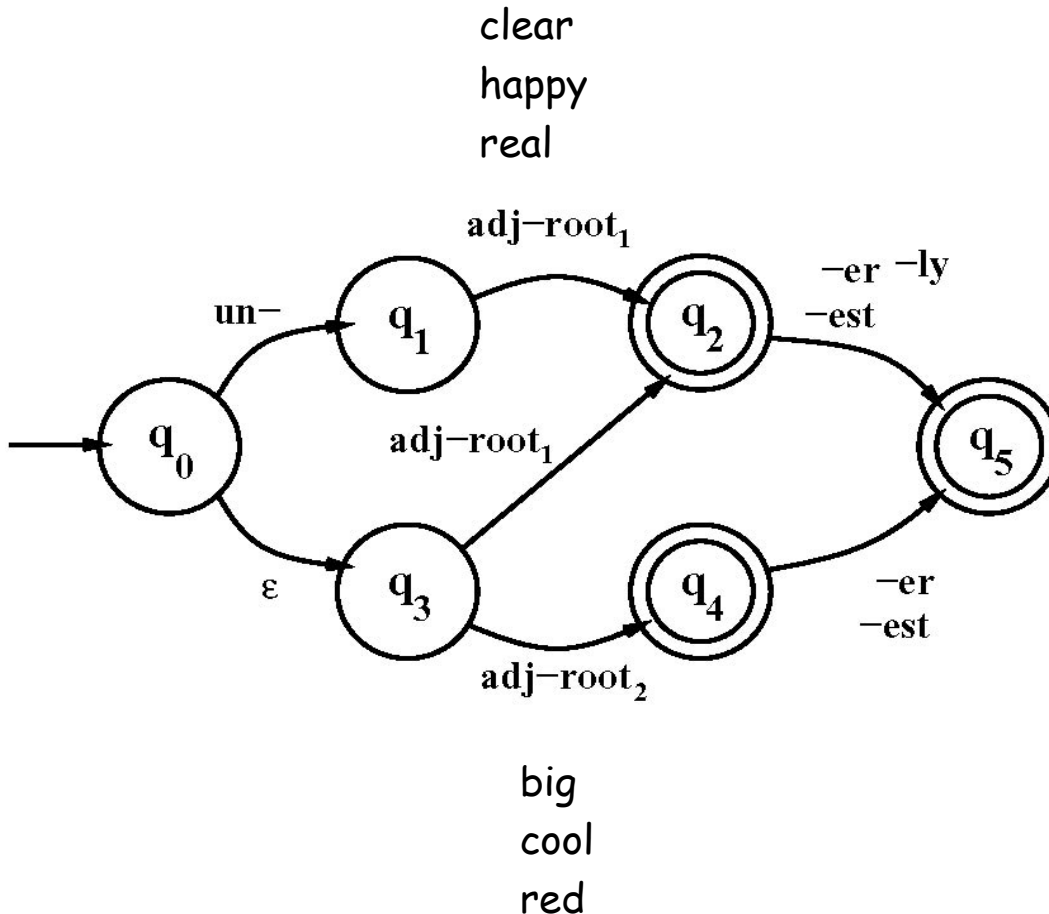 clear
happy
real
adj−root₁
−er −ly
−est
un−
q₁
q₂
adj−root₁
q₀
q₅
ε
q₃
q₄
−er
−est
adj−root₂
big
cool
red